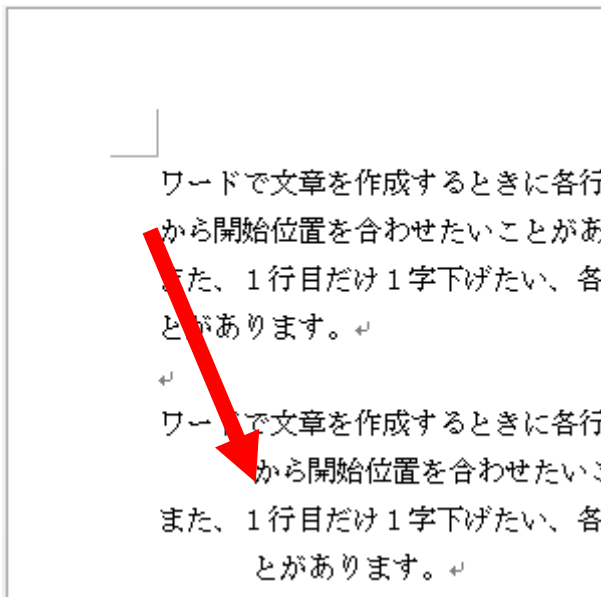 ワードで文章を作成するときに各行
から開始位置を合わせたいことがあ
た、１行目だけ１字下げたい、各
とがあります。
ワードで文章を作成するときに各行
から開始位置を合わせたいこ
また、１行目だけ１字下げたい、各
とがあります。